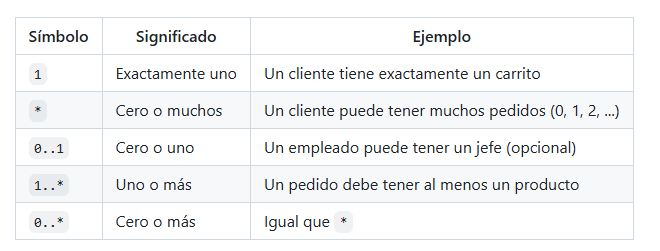 Símbolo Significado Ejemplo
1 Exactamente uno Un cliente tiene exactamente un carrito
* Cero o muchos Un cliente puede tener muchos pedidos (0, 1, 2, ...)
0..1 Cero o uno Un empleado puede tener un jefe (opcional)
1..* Uno o más Un pedido debe tener al menos un producto
0..* Cero o más Igual que *